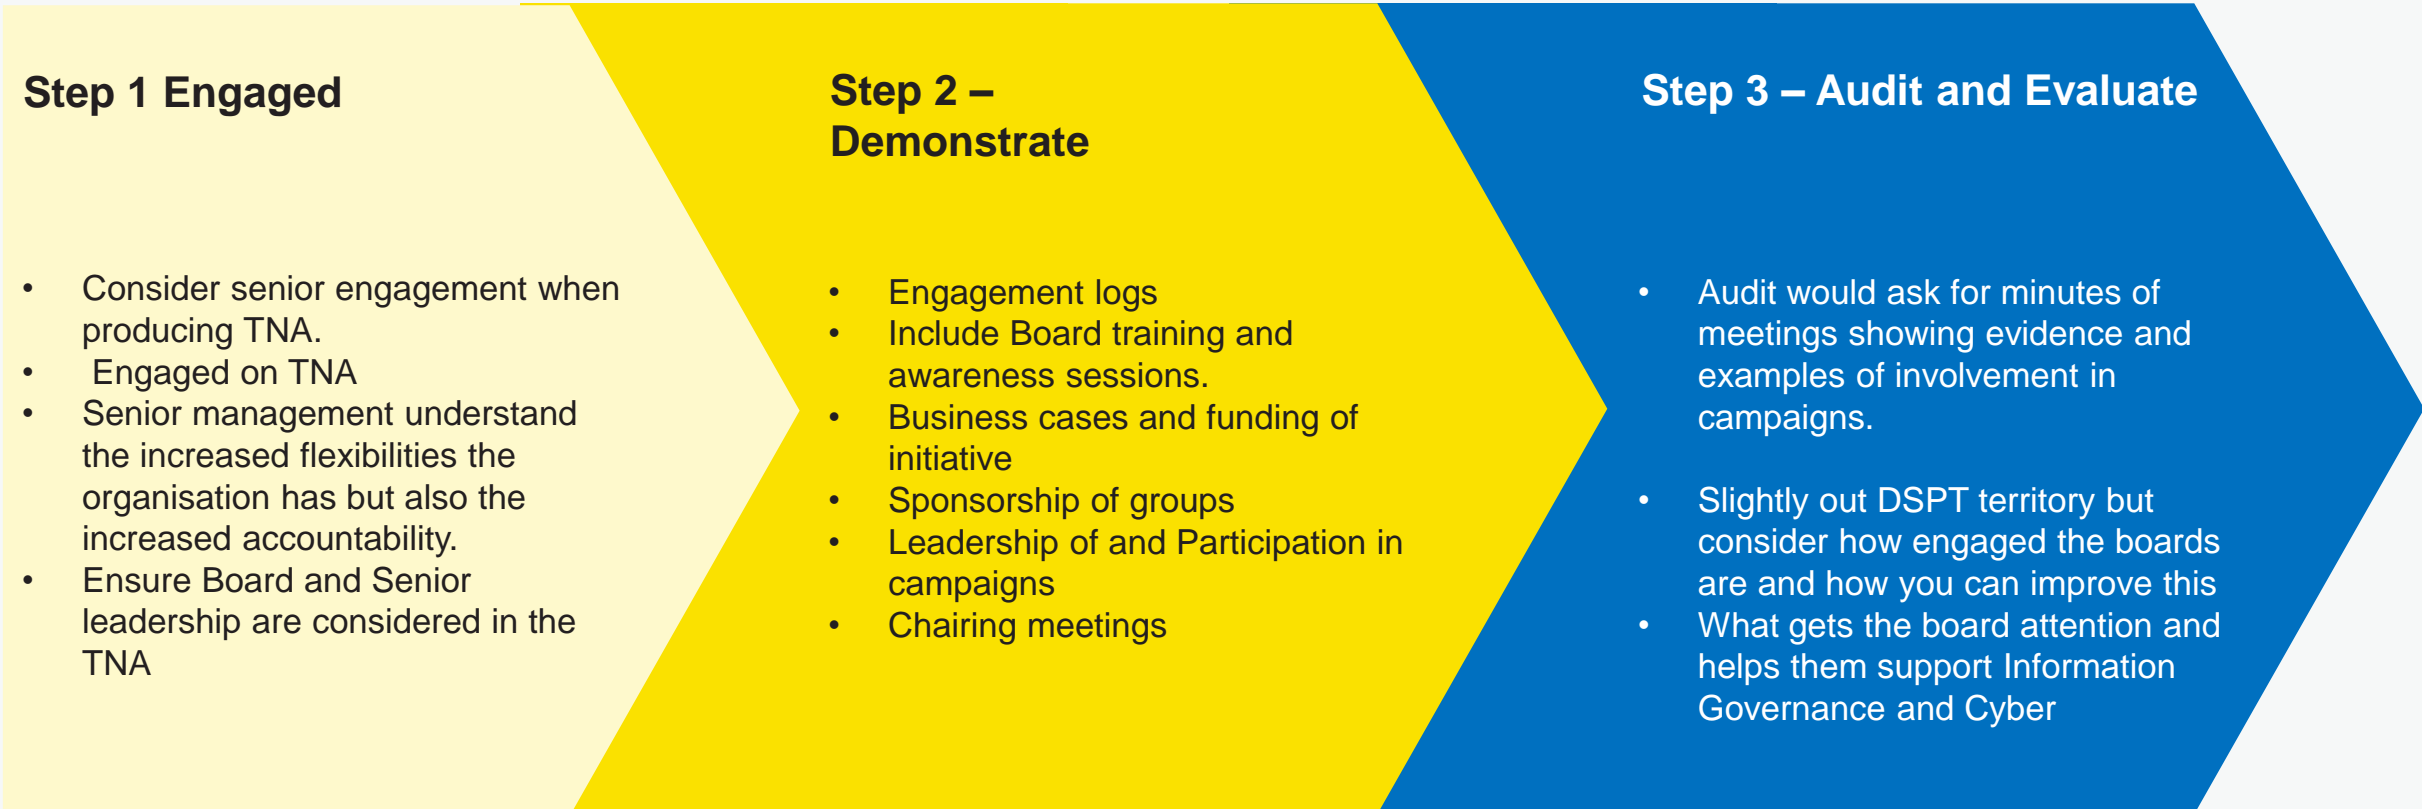 Step 1 Engaged
• Consider senior engagement when
producing TNA.
• Engaged on TNA
• Senior management understand
the increased flexibilities the
organisation has but also the
increased accountability.
• Ensure Board and Senior
leadership are considered in the
TNA
Step 2 –
Demonstrate
• Engagement logs
• Include Board training and
awareness sessions.
• Business cases and funding of
initiative
• Sponsorship of groups
• Leadership of and Participation in
campaigns
• Chairing meetings
Step 3 – Audit and Evaluate
• Audit would ask for minutes of
meetings showing evidence and
examples of involvement in
campaigns.
• Slightly out DSPT territory but
consider how engaged the boards
are and how you can improve this
• What gets the board attention and
helps them support Information
Governance and Cyber